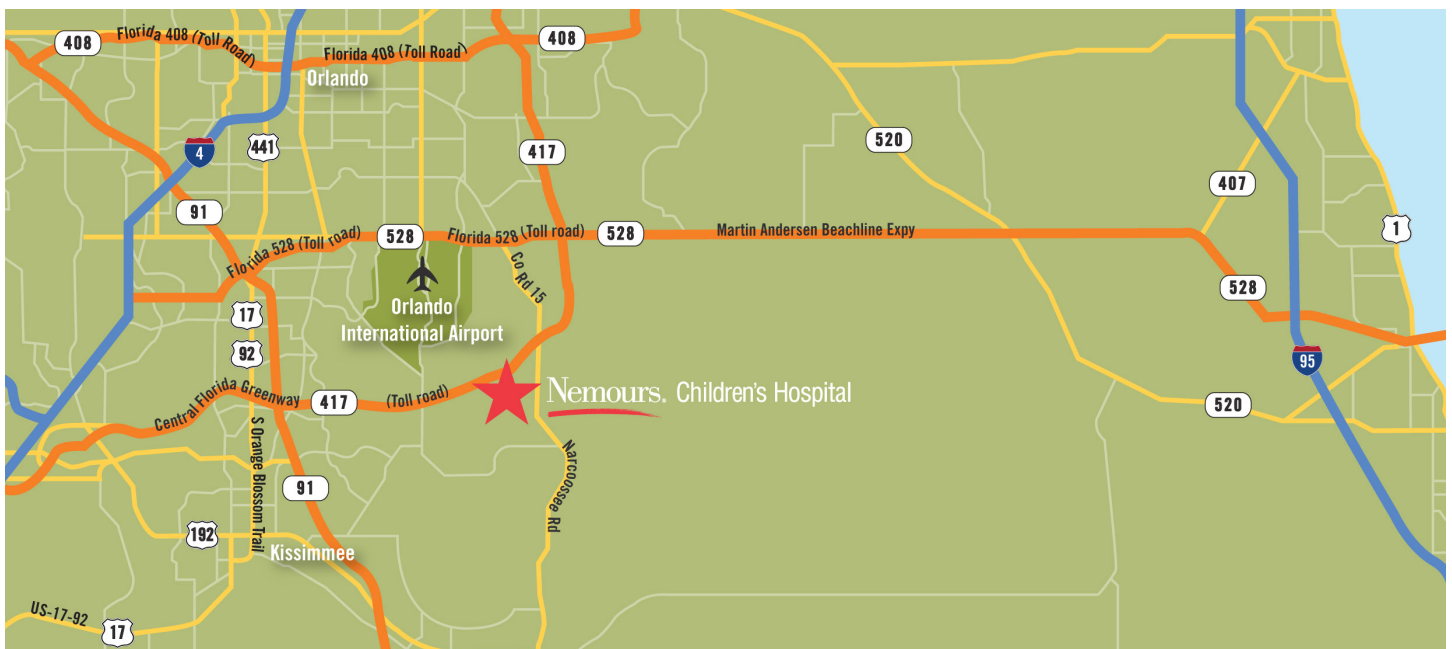 408
Florida 408 (Toll Road)
Florida 408 (Toll Road)
408
Orlando
4
441
417
520
407
91
1
Florida 528 (Toll road)
528
Florida 528 (Toll road)
528
Martin Andersen Beachline Expy
Co Rd 15
528
Orlando
International Airport
17
92
95
Central Florida Greenway
417
(Toll road)
Nemours. Children's Hospital
520
S Orange Blossom Trail
Narcoossee Rd
91
192
Kissimmee
US-17-92
17